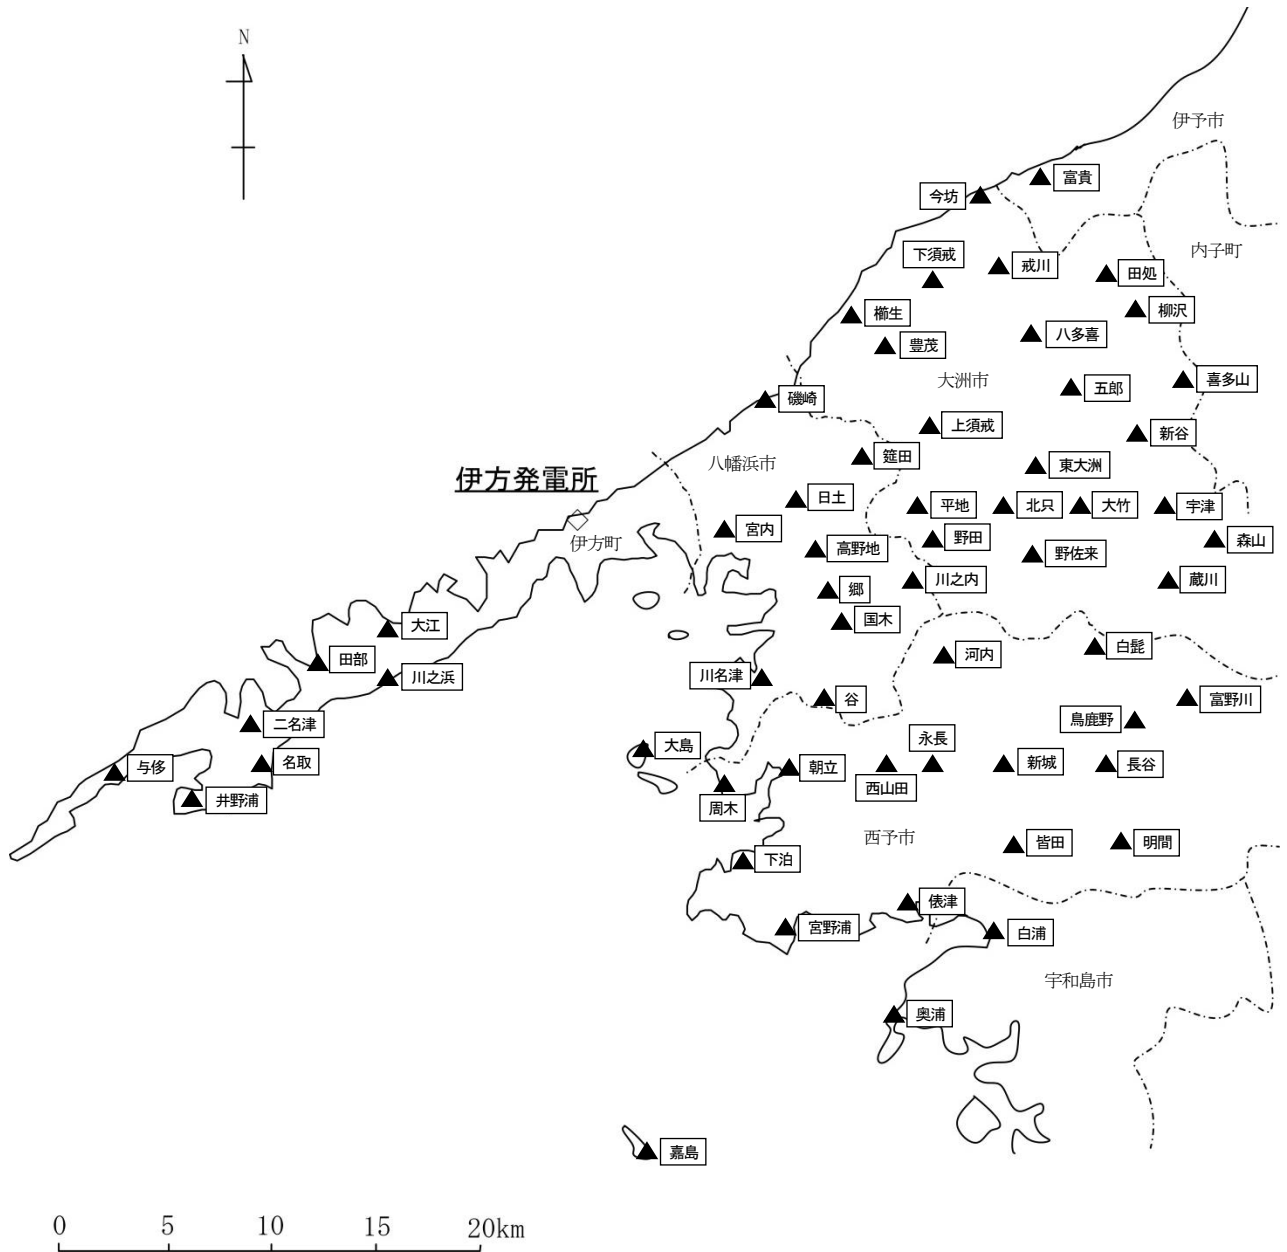 N
伊予市
富貴
今坊
内子町
下須戒
戒川
田処
櫛生
柳沢
豊茂
八多喜
大洲市
喜多山
五郎
磯崎
上須戒
新谷
筵田
八幡浜市
東大洲
伊方発電所
日土
平地
北只
大竹
宇津
宮内
伊方町
高野地
野田
野佐来
森山
川之内
蔵川
郷
国木
大江
白髭
田部
河内
川之浜
川名津
谷
富野川
二名津
鳥鹿野
大島
永長
与侈
名取
朝立
新城
長谷
西山田
井野浦
周木
西予市
皆田
明間
下泊
俵津
宮野浦
白浦
宇和島市
奥浦
嘉島
0 5 10 15 20km